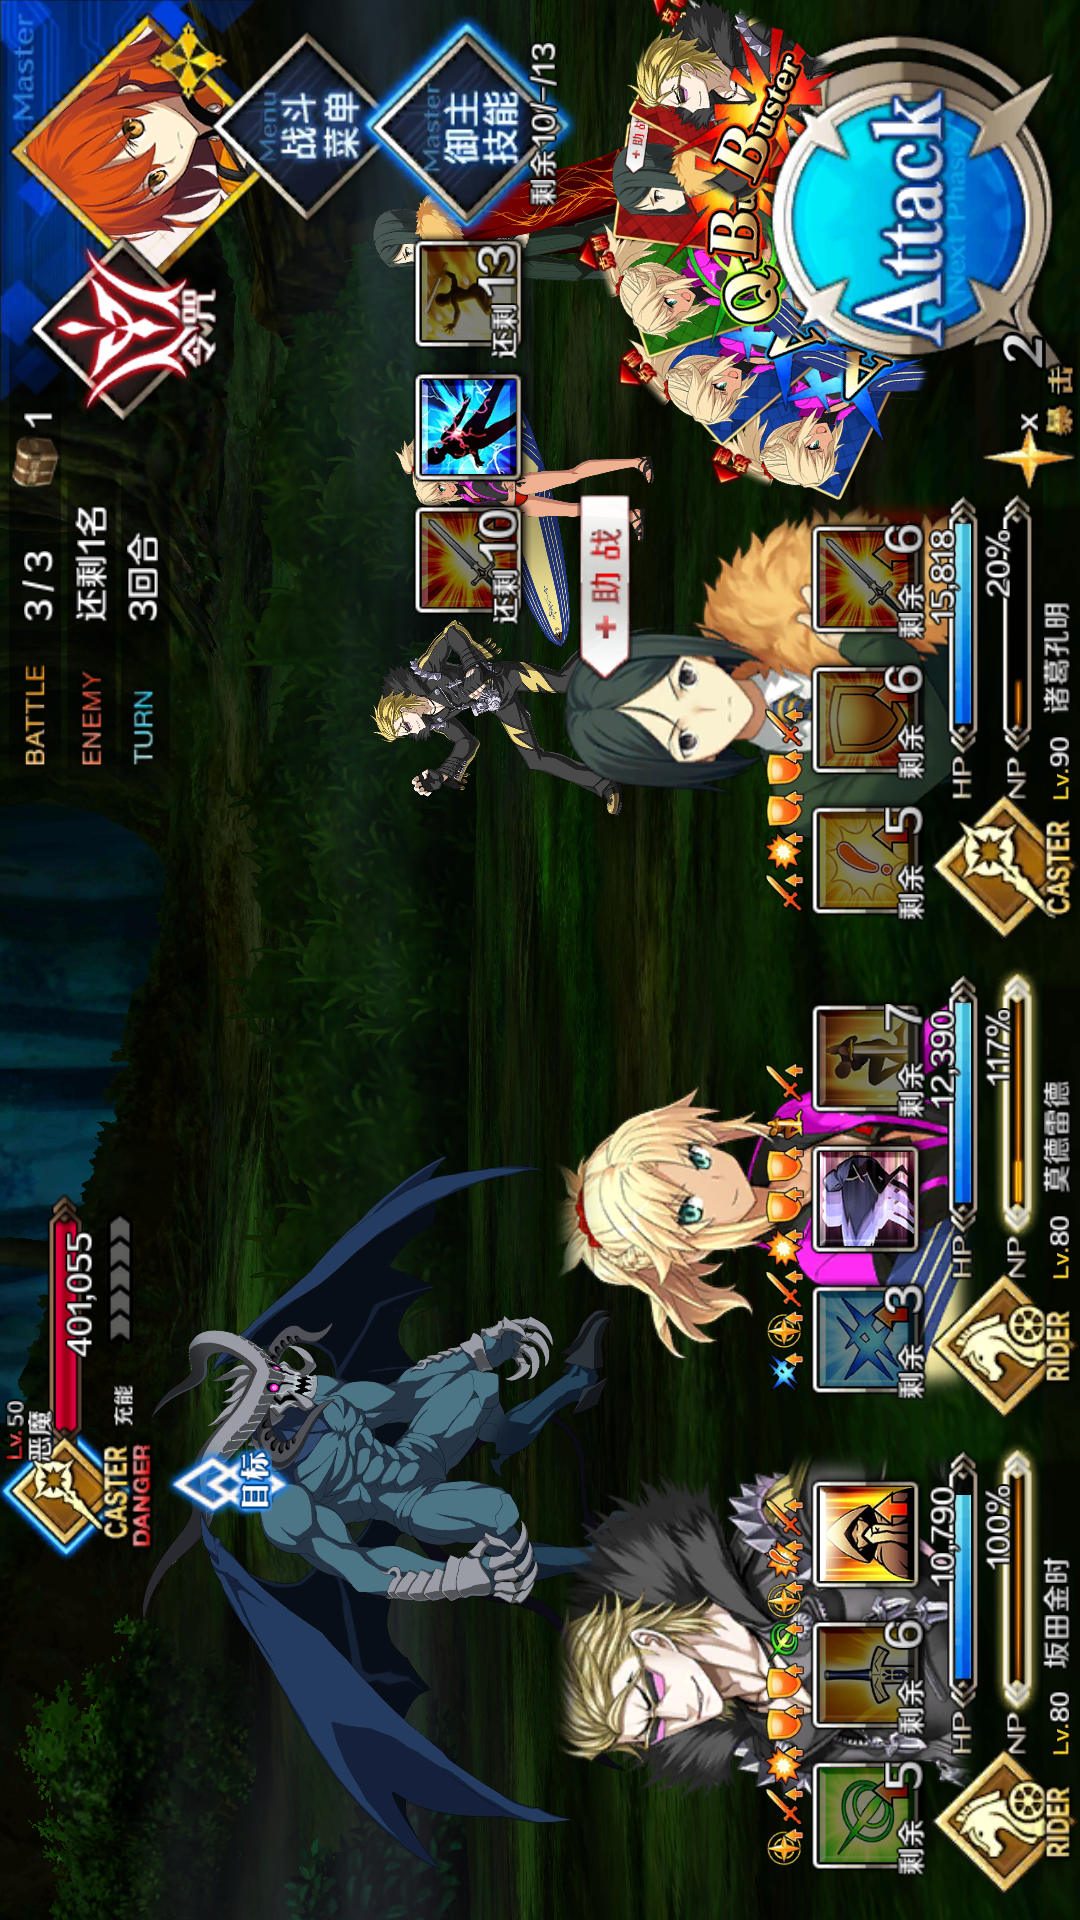 Lv.50
恶魔
CASTER
DANGER
401,055
充能
目标
BATTLE 3/3
ENEMY 还剩1名
TURN 3回合
1
令咒
Master
Menu
战斗
菜单
Master
御主
技能
剩余10/-/13
还剩10
还剩13
+助战
+助战
Buster
B
Q
A
A
Attack
Next Phase
x 2
暴击
剩余5
剩余6
HP 10,790
NP 100%
RIDER
Lv.80 坂田金时
剩余3
剩余7
HP 12,390
NP 117%
RIDER
Lv.80 莫德雷德
剩余5
剩余6
剩余6
HP 15,818
NP 20%
CASTER
Lv.90 诸葛孔明